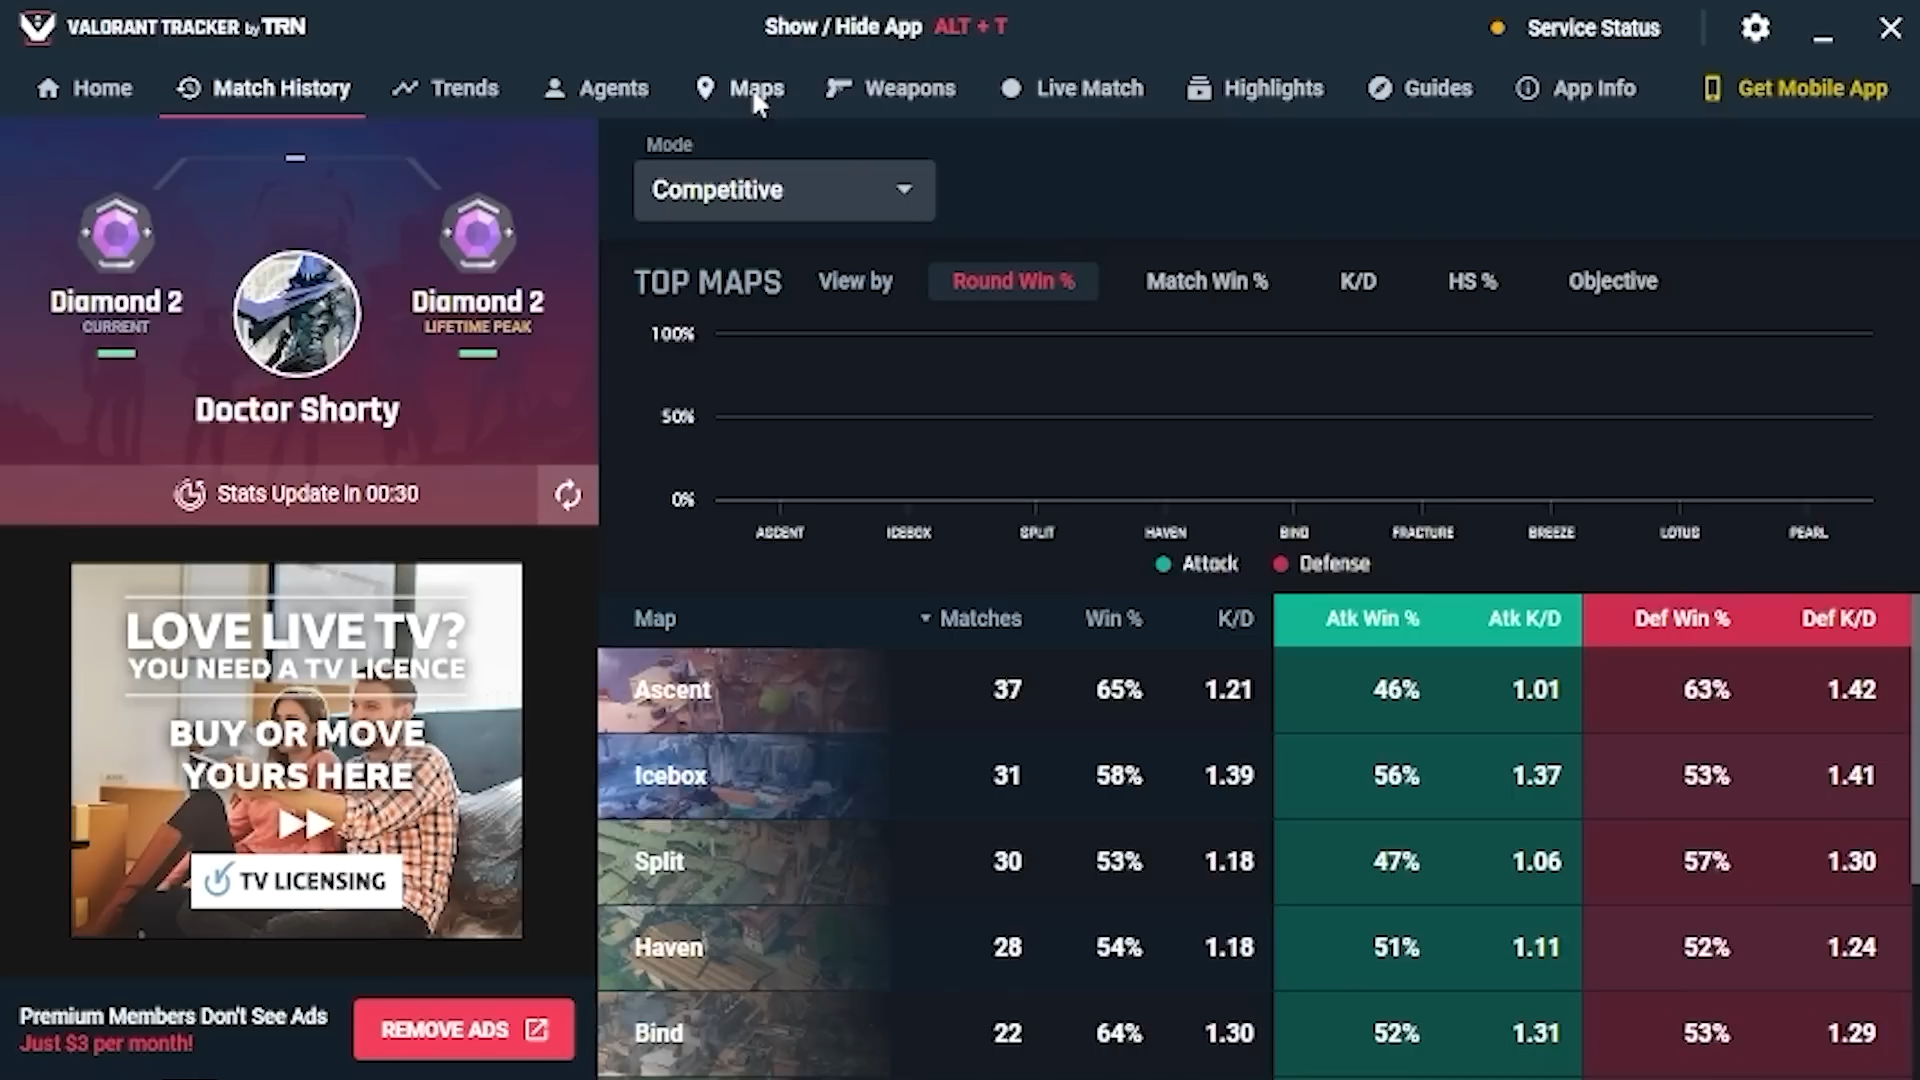 VALORANT TRACKER by TRN
Show / Hide App ALT + T
Service Status
Home
Match History
Trends
Agents
Maps
Weapons
Live Match
Highlights
Guides
App Info
Get Mobile App
Diamond 2
CURRENT
Diamond 2
LIFETIME PEAK
Doctor Shorty
Stats Update in 00:30
LOVE LIVE TV?
YOU NEED A TV LICENCE
BUY OR MOVE
YOURS HERE
TV LICENSING
Premium Members Don't See Ads
Just $3 per month!
REMOVE ADS
Mode
Competitive
TOP MAPS View by Round Win % Match Win % K/D HS % Objective
100%
50%
0%
ASCENT ICEBOX SPLIT HAVEN BIND FRACTURE BREEZE LOTUS PEARL
Attack Defense
Map Matches Win % K/D Atk Win % Atk K/D Def Win % Def K/D
Ascent 37 65% 1.21 46% 1.01 63% 1.42
Icebox 31 58% 1.39 56% 1.37 53% 1.41
Split 30 53% 1.18 47% 1.06 57% 1.30
Haven 28 54% 1.18 51% 1.11 52% 1.24
Bind 22 64% 1.30 52% 1.31 53% 1.29